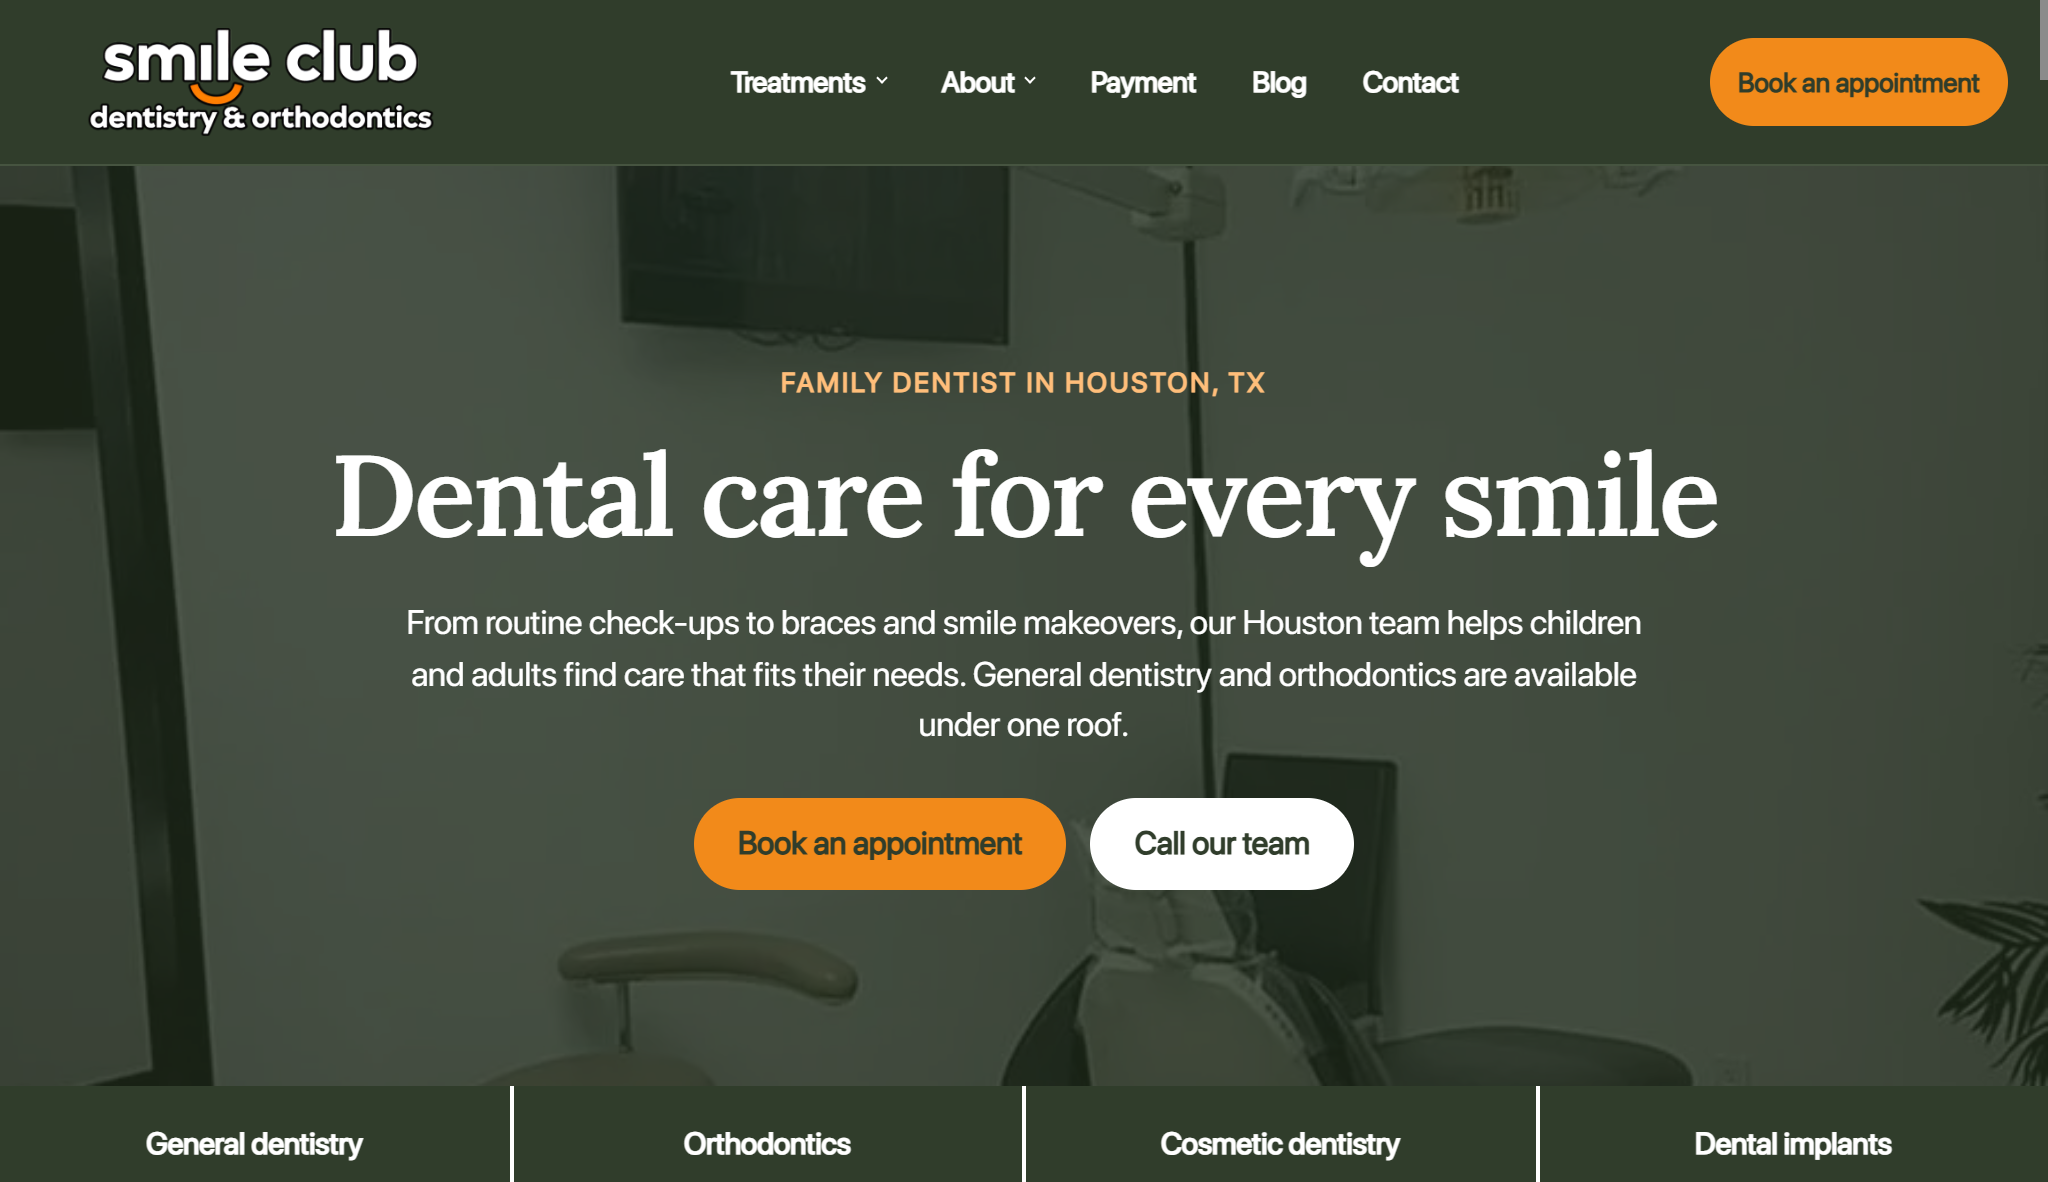 smile club
dentistry & orthodontics
Treatments
About
Payment
Blog
Contact
Book an appointment
FAMILY DENTIST IN HOUSTON, TX
Dental care for every smile
From routine check-ups to braces and smile makeovers, our Houston team helps children
and adults find care that fits their needs. General dentistry and orthodontics are available
under one roof.
Book an appointment
Call our team
General dentistry
Orthodontics
Cosmetic dentistry
Dental implants